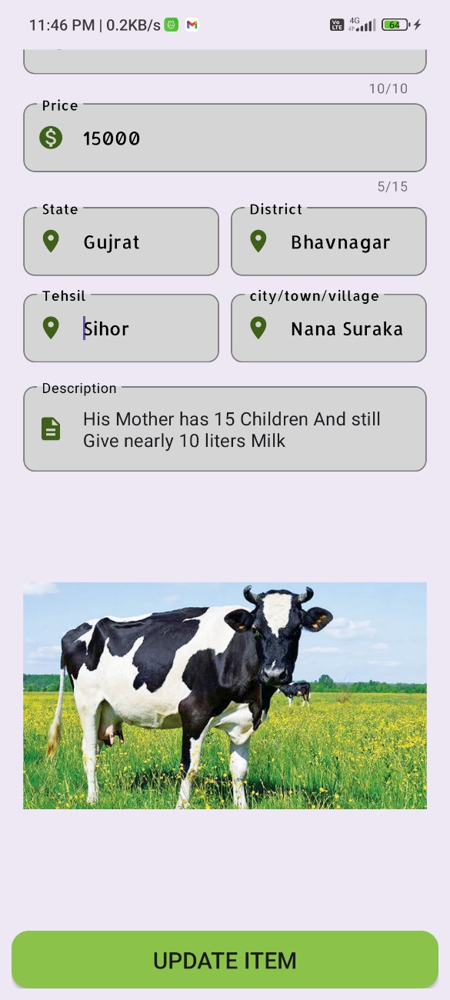 11:46 PM | 0.2KB/s
Vo LTE 4G 64
10/10
Price
15000
5/15
State
Gujrat
District
Bhavnagar
Tehsil
Sihor
city/town/village
Nana Suraka
Description
His Mother has 15 Children And still
Give nearly 10 liters Milk
UPDATE ITEM